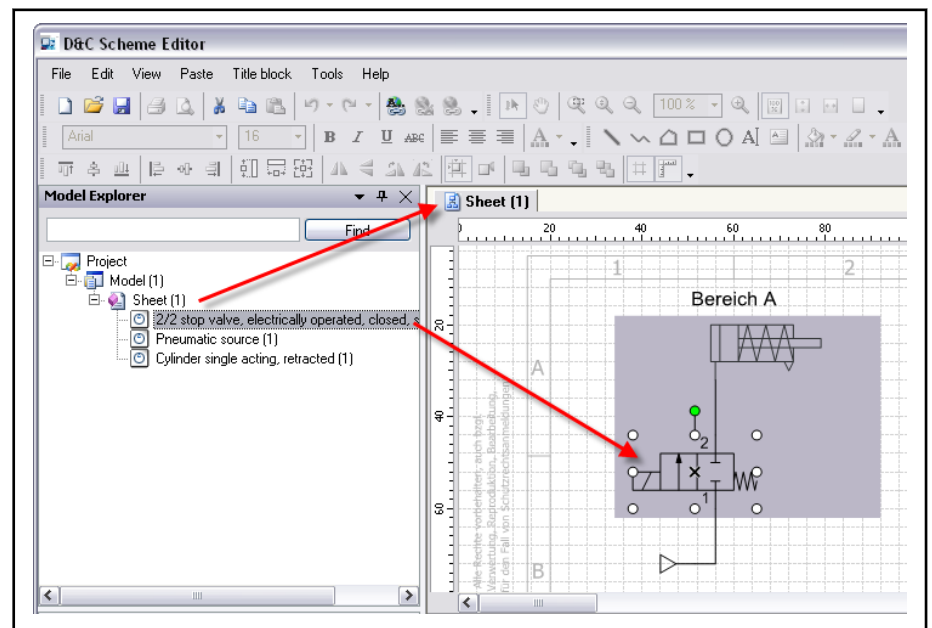 D&C Scheme Editor
File Edit View Paste Title block Tools Help
100 %
Arial 16 B I U ABC A AI A
Model Explorer
Sheet (1)
Find
0 20 40 60 80
Project
Model (1)
Sheet (1)
2/2 stop valve, electrically operated, closed, s
Pneumatic source (1)
Cylinder single acting, retracted (1)
1 2
Bereich A
20
A
40
2
1
60
B
Alle Rechte vorbehalten, auch bzgl.
Verwertung, Reproduktion, Bearbeitung,
für den Fall von Schutzrechtsanmeldungen